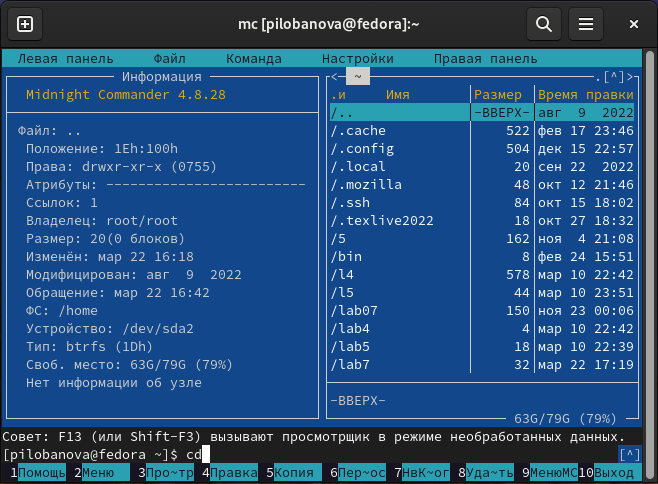 mc [pilobanova@fedora]:~
Левая панель Файл Команда Настройки Правая панель
Информация
Midnight Commander 4.8.28
Файл: ..
Положение: 1Eh:100h
Права: drwxr-xr-x (0755)
Атрибуты: -------------------------
Ссылок: 1
Владелец: root/root
Размер: 20(0 блоков)
Изменён: мар 22 16:18
Модифицирован: авг  9  2022
Обращение: мар 22 16:42
ФС: /home
Устройство: /dev/sda2
Тип: btrfs (1Dh)
Своб. место: 63G/79G (79%)
Нет информации об узле
<─ ~ .[^]>
.и Имя Размер Время правки
/.. -ВВЕРХ- авг  9  2022
/.cache 522 фев 17 23:46
/.config 504 дек 15 22:57
/.local 20 сен 22  2022
/.mozilla 48 окт 12 21:46
/.ssh 84 окт 15 18:02
/.texlive2022 18 окт 27 18:32
/5 162 ноя  4 21:08
/bin 8 фев 24 15:51
/l4 578 мар 10 22:42
/l5 44 мар 10 23:51
/lab07 150 ноя 23 00:06
/lab4 4 мар 10 22:42
/lab5 18 мар 10 22:39
/lab7 32 мар 22 17:19
-ВВЕРХ-
63G/79G (79%)
Совет: F13 (или Shift-F3) вызывают просмотрщик в режиме необработанных данных.
[pilobanova@fedora ~]$ cd [^]
1Помощь 2Меню 3Про~тр 4Правка 5Копия 6Пер~ос 7НвК~ог 8Уда~ть 9МенюМС 10Выход